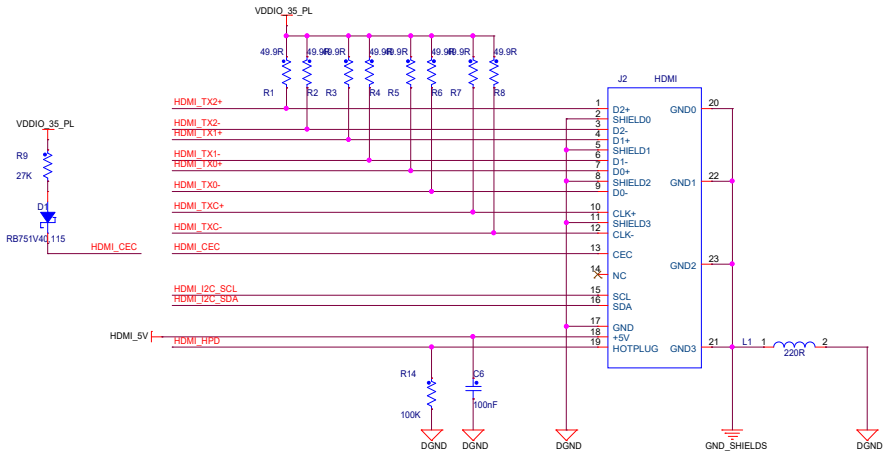 VDDIO_35_PL
49.9R 49.9R 49.9R 49.9R 49.9R 49.9R 49.9R 49.9R
R1 R2 R3 R4 R5 R6 R7 R8
J2 HDMI
HDMI_TX2+ 1 D2+ GND0 20
2 SHIELD0
HDMI_TX2- 3 D2-
HDMI_TX1+ 4 D1+
5 SHIELD1
HDMI_TX1- 6 D1-
HDMI_TX0+ 7 D0+
8 SHIELD2 GND1 22
HDMI_TX0- 9 D0-
HDMI_TXC+ 10 CLK+
11 SHIELD3
HDMI_TXC- 12 CLK-
HDMI_CEC 13 CEC
GND2 23
14 NC
HDMI_I2C_SCL 15 SCL
HDMI_I2C_SDA 16 SDA
17 GND
HDMI_5V 18 +5V
HDMI_HPD 19 HOTPLUG GND3 21
VDDIO_35_PL
R9
27K
D1
RB751V40,115
HDMI_CEC
L1 1 2
220R
R14
100K
C6
100nF
DGND DGND DGND GND_SHIELDS DGND